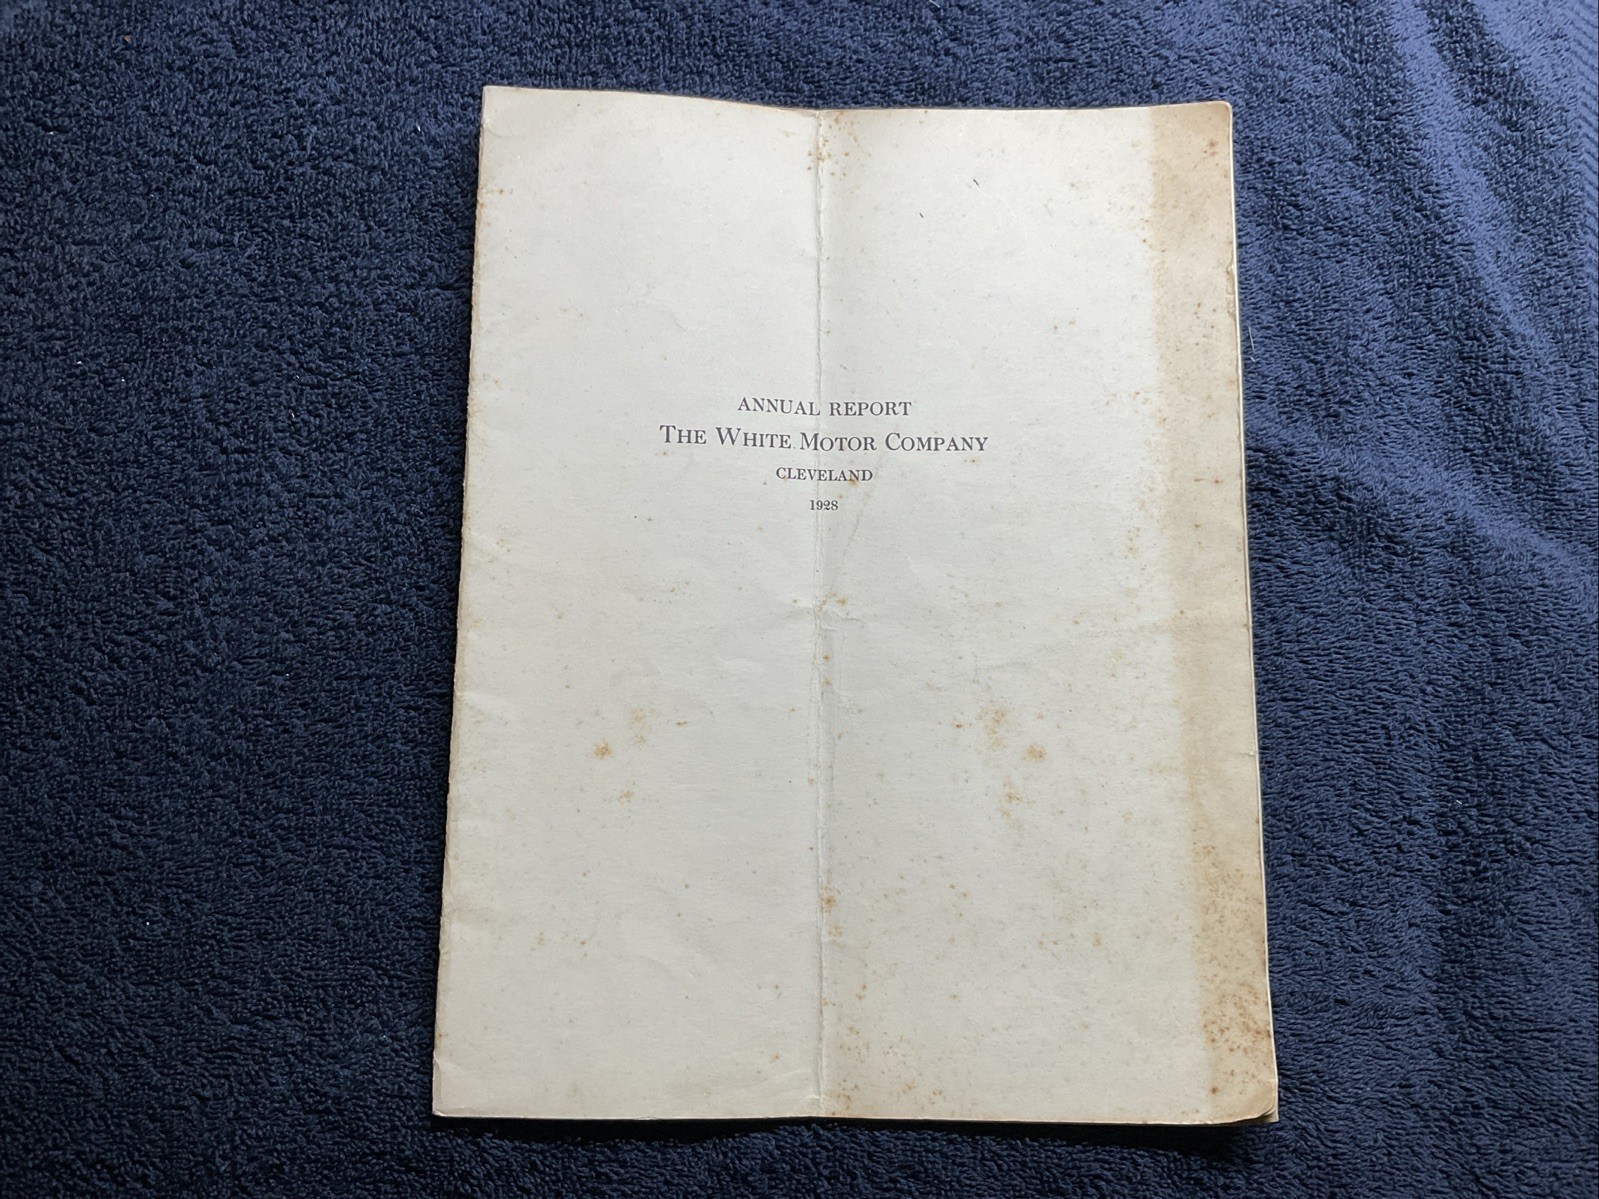 ANNUAL REPORT
THE WHITE MOTOR COMPANY
CLEVELAND
1928